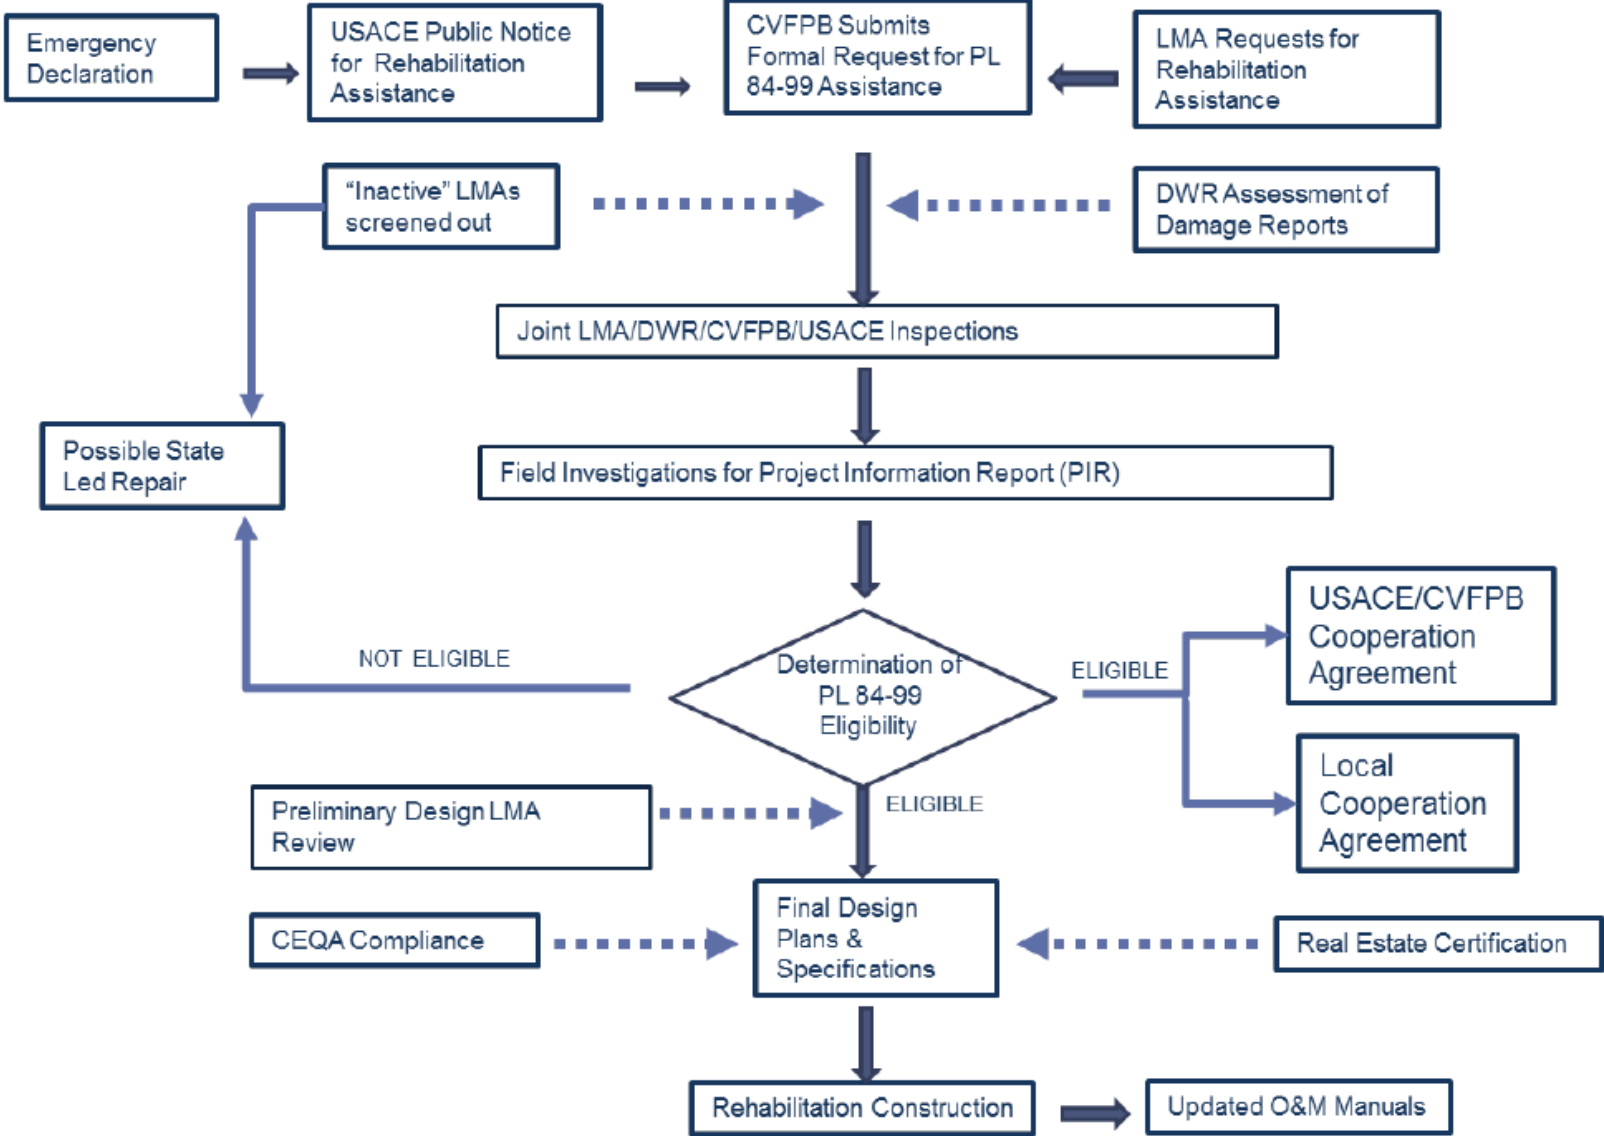 Emergency
Declaration
USACE Public Notice
for Rehabilitation
Assistance
CVFPB Submits
Formal Request for PL
84-99 Assistance
LMA Requests for
Rehabilitation
Assistance
“Inactive” LMAs
screened out
DWR Assessment of
Damage Reports
Joint LMA/DWR/CVFPB/USACE Inspections
Possible State
Led Repair
Field Investigations for Project Information Report (PIR)
NOT ELIGIBLE
Determination of
PL 84-99
Eligibility
ELIGIBLE
USACE/CVFPB
Cooperation
Agreement
Local
Cooperation
Agreement
Preliminary Design LMA
Review
ELIGIBLE
CEQA Compliance
Final Design
Plans &
Specifications
Real Estate Certification
Rehabilitation Construction
Updated O&M Manuals